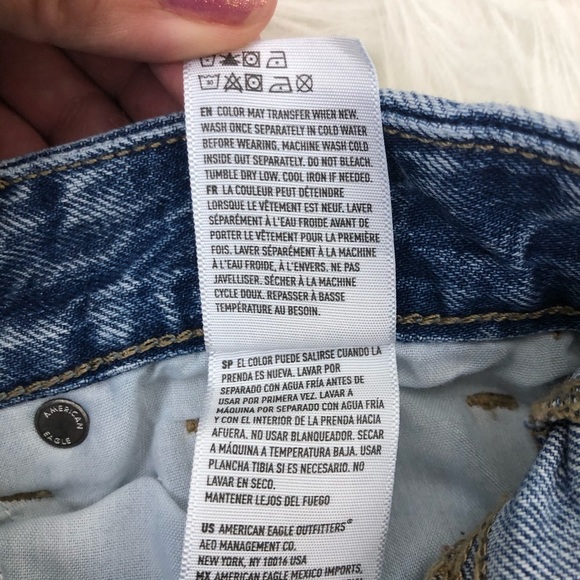 EN COLOR MAY TRANSFER WHEN NEW.
WASH ONCE SEPARATELY IN COLD WATER
BEFORE WEARING. MACHINE WASH COLD
INSIDE OUT SEPARATELY. DO NOT BLEACH.
TUMBLE DRY LOW. COOL IRON IF NEEDED.
FR LA COULEUR PEUT DÉTEINDRE
LORSQUE LE VÊTEMENT EST NEUF. LAVER
SÉPARÉMENT À L'EAU FROIDE AVANT DE
PORTER LE VÊTEMENT POUR LA PREMIÈRE
FOIS. LAVER SÉPARÉMENT À LA MACHINE
À L'EAU FROIDE, À L'ENVERS. NE PAS
JAVELLISER. SÉCHER À LA MACHINE
CYCLE DOUX. REPASSER À BASSE
TEMPÉRATURE AU BESOIN.
SP EL COLOR PUEDE SALIRSE CUANDO LA
PRENDA ES NUEVA. LAVAR POR
SEPARADO CON AGUA FRÍA ANTES DE
USAR POR PRIMERA VEZ. LAVAR A
MÁQUINA POR SEPARADO CON AGUA FRÍA
Y CON EL INTERIOR DE LA PRENDA HACIA
AFUERA. NO USAR BLANQUEADOR. SECAR
A MÁQUINA A TEMPERATURA BAJA. USAR
PLANCHA TIBIA SI ES NECESARIO. NO
LAVAR EN SECO.
MANTENER LEJOS DEL FUEGO
US AMERICAN EAGLE OUTFITTERS®
AEO MANAGEMENT CO.
NEW YORK, NY 10016 USA
MX AMERICAN EAGLE MEXICO IMPORTS,
AMERICAN
EAGLE